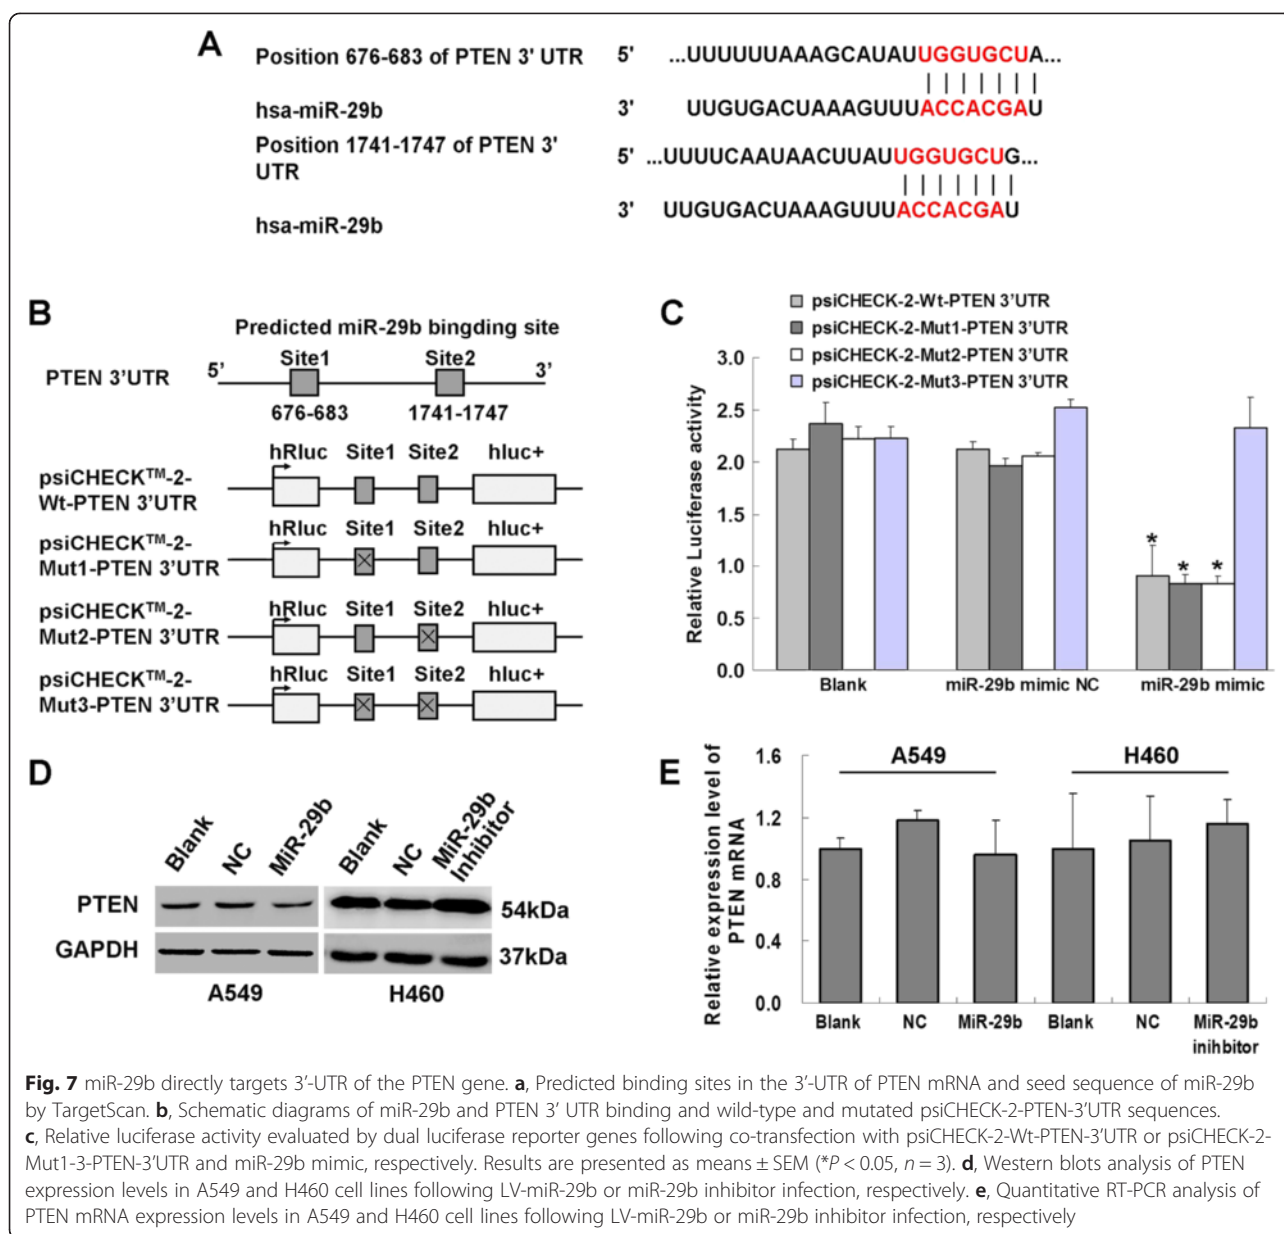 A
Position 676-683 of PTEN 3' UTR 5' ...UUUUUUAAAGCAUAUUGGUGCUA...
hsa-miR-29b 3' UUGUGACUAAAGUUUACCACGAU
Position 1741-1747 of PTEN 3'
UTR
5' ...UUUUCAAUAACUUAUUGGUGCUG...
hsa-miR-29b
3' UUGUGACUAAAGUUUACCACGAU
B
Predicted miR-29b bingding site
PTEN 3'UTR 5' Site1 Site2 3'
676-683 1741-1747
hRluc Site1 Site2 hluc+
psiCHECK™-2-
Wt-PTEN 3'UTR
hRluc Site1 Site2 hluc+
psiCHECK™-2-
Mut1-PTEN 3'UTR
hRluc Site1 Site2 hluc+
psiCHECK™-2-
Mut2-PTEN 3'UTR
hRluc Site1 Site2 hluc+
psiCHECK™-2-
Mut3-PTEN 3'UTR
C
psiCHECK-2-Wt-PTEN 3'UTR
psiCHECK-2-Mut1-PTEN 3'UTR
psiCHECK-2-Mut2-PTEN 3'UTR
psiCHECK-2-Mut3-PTEN 3'UTR
Relative Luciferase activity
3.0
2.5
2.0
1.5
1.0
0.5
0.0
* * *
Blank miR-29b mimic NC miR-29b mimic
D
Blank NC MiR-29b Blank NC MiR-29b Inhibitor
PTEN 54kDa
GAPDH 37kDa
A549 H460
E
Relative expression level of
PTEN mRNA
1.6
1.2
0.8
0.4
0.0
A549 H460
Blank NC MiR-29b Blank NC MiR-29b
inihbitor
Fig. 7 miR-29b directly targets 3'-UTR of the PTEN gene. a, Predicted binding sites in the 3'-UTR of PTEN mRNA and seed sequence of miR-29b
by TargetScan. b, Schematic diagrams of miR-29b and PTEN 3' UTR binding and wild-type and mutated psiCHECK-2-PTEN-3'UTR sequences.
c, Relative luciferase activity evaluated by dual luciferase reporter genes following co-transfection with psiCHECK-2-Wt-PTEN-3'UTR or psiCHECK-2-
Mut1-3-PTEN-3'UTR and miR-29b mimic, respectively. Results are presented as means ± SEM (*P < 0.05, n = 3). d, Western blots analysis of PTEN
expression levels in A549 and H460 cell lines following LV-miR-29b or miR-29b inhibitor infection, respectively. e, Quantitative RT-PCR analysis of
PTEN mRNA expression levels in A549 and H460 cell lines following LV-miR-29b or miR-29b inhibitor infection, respectively